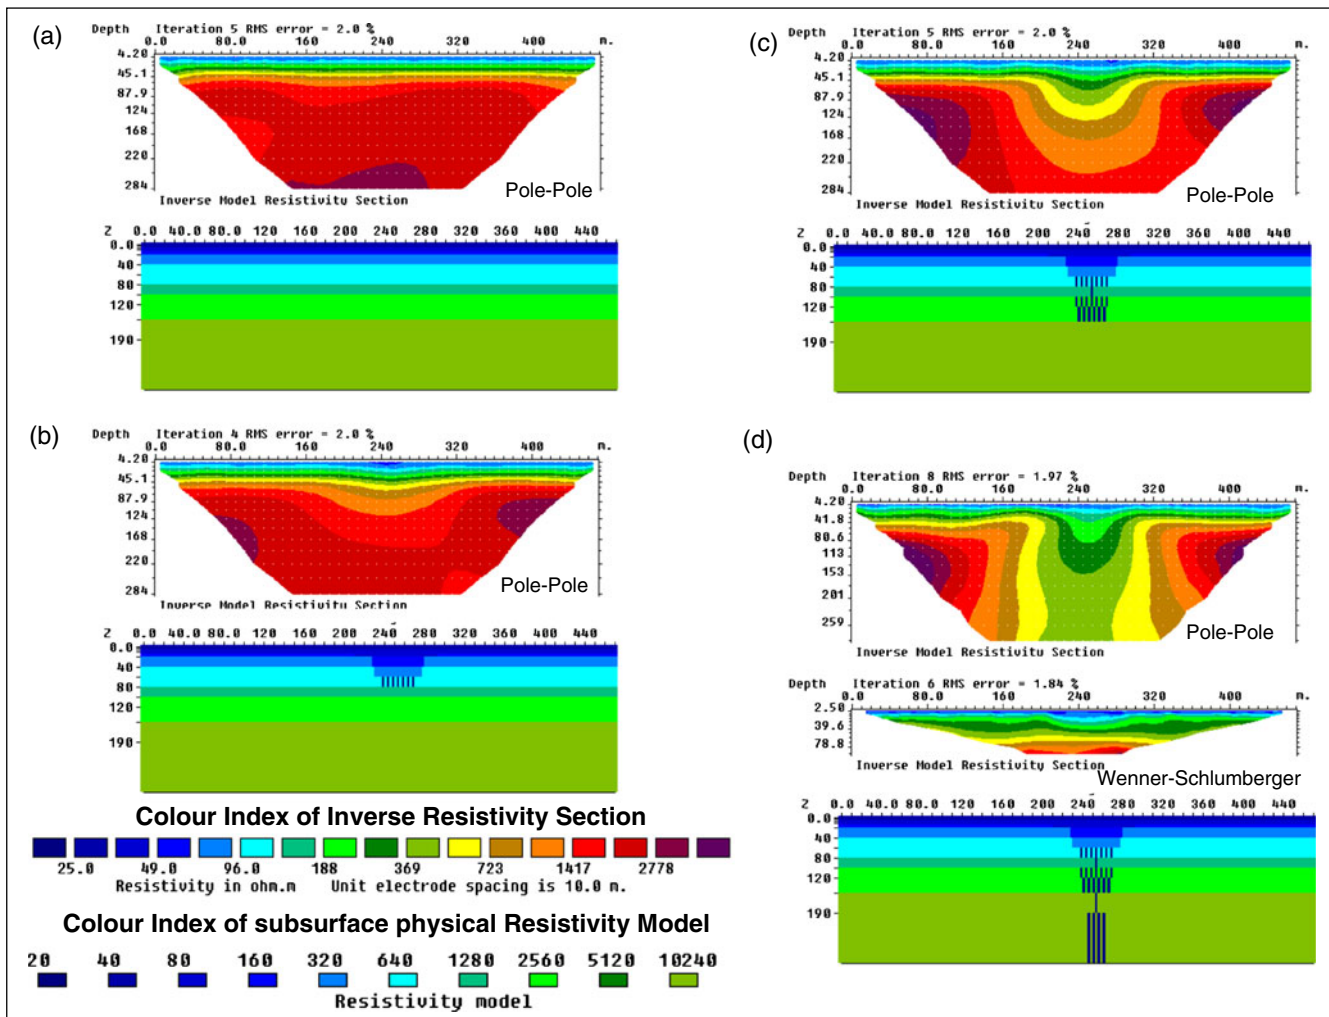 (a)
Depth Iteration 5 RMS error = 2.0 %
0.0 80.0 160 240 320 400 m.
4.20
45.1
87.9
124
168
220
284
Pole-Pole
Inverse Model Resistivity Section
Z 0.0 40.0 80.0 120 160 200 240 280 320 360 400 440
0.0
40
80
120
190
(b)
Depth Iteration 4 RMS error = 2.0 %
0.0 80.0 160 240 320 400 m.
4.20
45.1
87.9
124
168
220
284
Pole-Pole
Inverse Model Resistivity Section
Z 0.0 40.0 80.0 120 160 200 240 280 320 360 400 440
0.0
40
80
120
190
Colour Index of Inverse Resistivity Section
25.0 49.0 96.0 188 369 723 1417 2778
Resistivity in ohm.m Unit electrode spacing is 10.0 m.
Colour Index of subsurface physical Resistivity Model
20 40 80 160 320 640 1280 2560 5120 10240
Resistivity model
(c)
Depth Iteration 5 RMS error = 2.0 %
0.0 80.0 160 240 320 400 m.
4.20
45.1
87.9
124
168
220
284
Pole-Pole
Inverse Model Resistivity Section
Z 0.0 40.0 80.0 120 160 200 240 280 320 360 400 440
0.0
40
80
120
190
(d)
Depth Iteration 8 RMS error = 1.97 %
0.0 80.0 160 240 320 400 m.
4.20
41.8
80.6
113
153
201
259
Pole-Pole
Inverse Model Resistivity Section
Depth Iteration 6 RMS error = 1.84 %
0.0 80.0 160 240 320 400 m.
2.50
39.6
78.8
Inverse Model Resistivity Section
Wenner-Schlumberger
Z 0.0 40.0 80.0 120 160 200 240 280 320 360 400 440
0.0
40
80
120
190